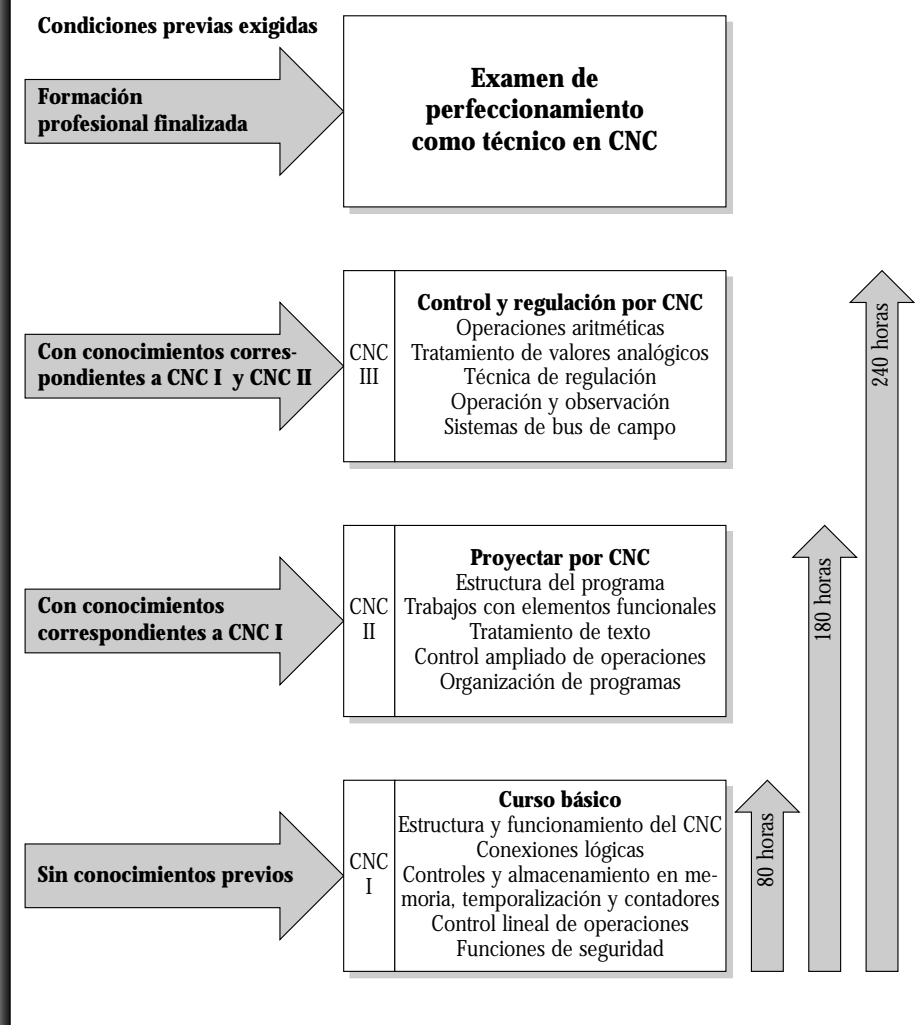 Condiciones previas exigidas
Formación
profesional finalizada
Examen de
perfeccionamiento
como técnico en CNC
Con conocimientos corres-
pondientes a CNC I y CNC II
CNC
III
Control y regulación por CNC
Operaciones aritméticas
Tratamiento de valores analógicos
Técnica de regulación
Operación y observación
Sistemas de bus de campo
240 horas
Con conocimientos
correspondientes a CNC I
CNC
II
Proyectar por CNC
Estructura del programa
Trabajos con elementos funcionales
Tratamiento de texto
Control ampliado de operaciones
Organización de programas
180 horas
Sin conocimientos previos
CNC
I
Curso básico
Estructura y funcionamiento del CNC
Conexiones lógicas
Controles y almacenamiento en me-
moria, temporalización y contadores
Control lineal de operaciones
Funciones de seguridad
80 horas